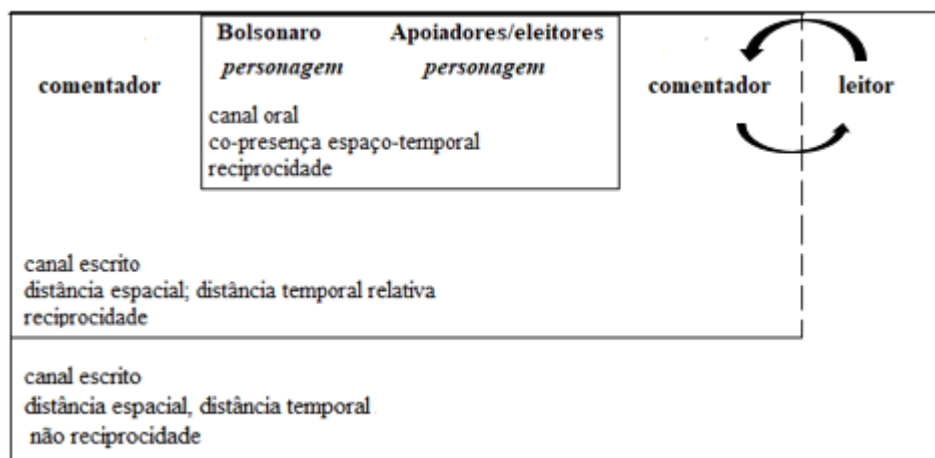 Bolsonaro Apoiadores/eleitores
personagem personagem
comentador comentador leitor
canal oral
co-presença espaço-temporal
reciprocidade
canal escrito
distância espacial; distância temporal relativa
reciprocidade
canal escrito
distância espacial, distância temporal
não reciprocidade